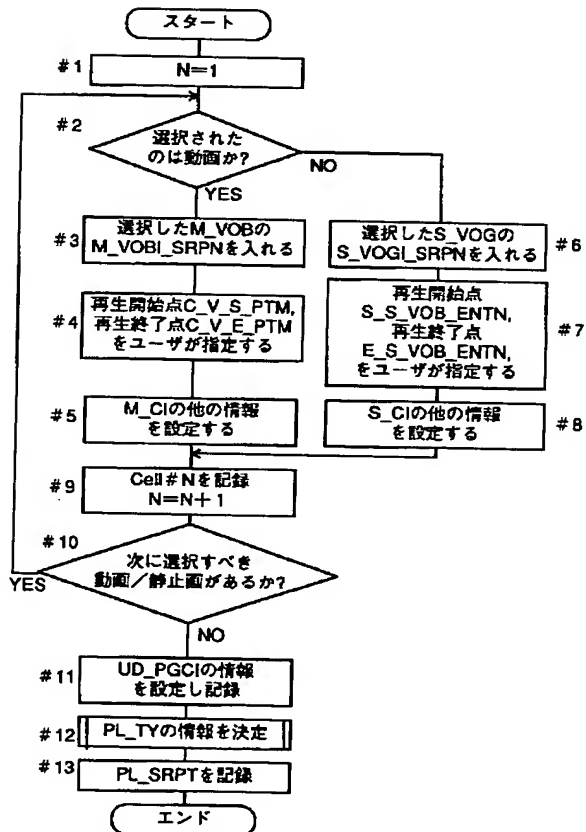 スタート
#1
N=1
#2
選択された
のは動画か?
NO
YES
#3
選択したM_VOBの
M_VOBI_SRPNを入れる
選択したS_VOGの
S_VOGI_SRPNを入れる
#6
#4
再生開始点C_V_S_PTM,
再生終了点C_V_E_PTM
をユーザが指定する
再生開始点
S_S_VOB_ENTN,
再生終了点
E_S_VOB_ENTN,
をユーザが指定する
#7
#5
M_CIの他の情報
を設定する
S_CIの他の情報
を設定する
#8
#9
Cell#Nを記録
N=N+1
#10
次に選択すべき
動画/静止画があるか?
YES
NO
#11
UD_PGCIの情報
を設定し記録
#12
PL_TYの情報を決定
#13
PL_SRPTを記録
エンド